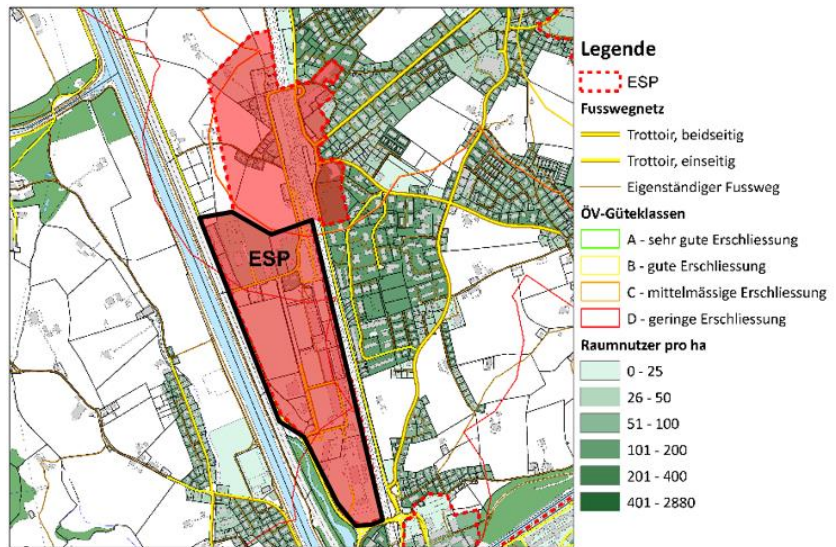 ESP
Legende
ESP
Fusswegnetz
Trottoir, beidseitig
Trottoir, einseitig
Eigenständiger Fussweg
ÖV-Güteklassen
A - sehr gute Erschliessung
B - gute Erschliessung
C - mittelmässige Erschliessung
D - geringe Erschliessung
Raumnutzer pro ha
0 - 25
26 - 50
51 - 100
101 - 200
201 - 400
401 - 2880